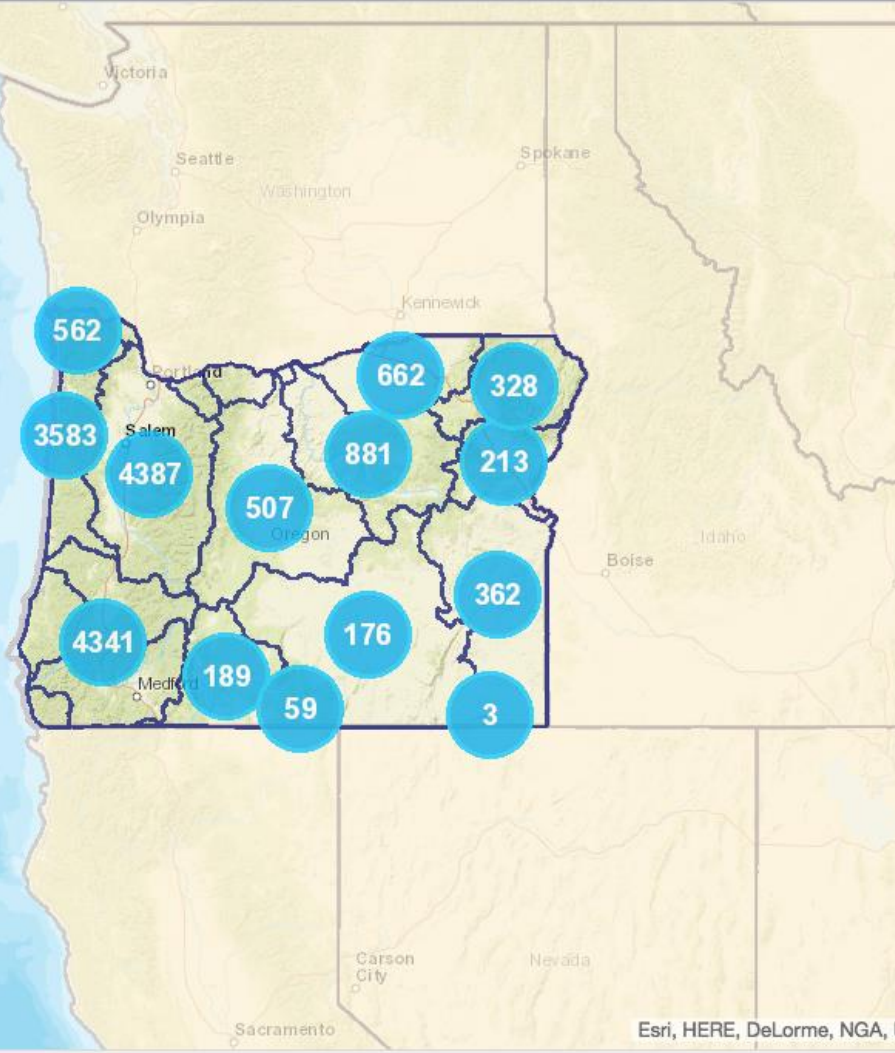 Victoria
Seattle
Spokane
Washington
Olympia
Kennewick
562
Portland
662
328
3583
Salem
4387
881
213
507
Oregon
Boise
Idaho
362
4341
176
Medford
189
59
3
Carson
City
Nevada
Sacramento
Esri, HERE, DeLorme, NGA,